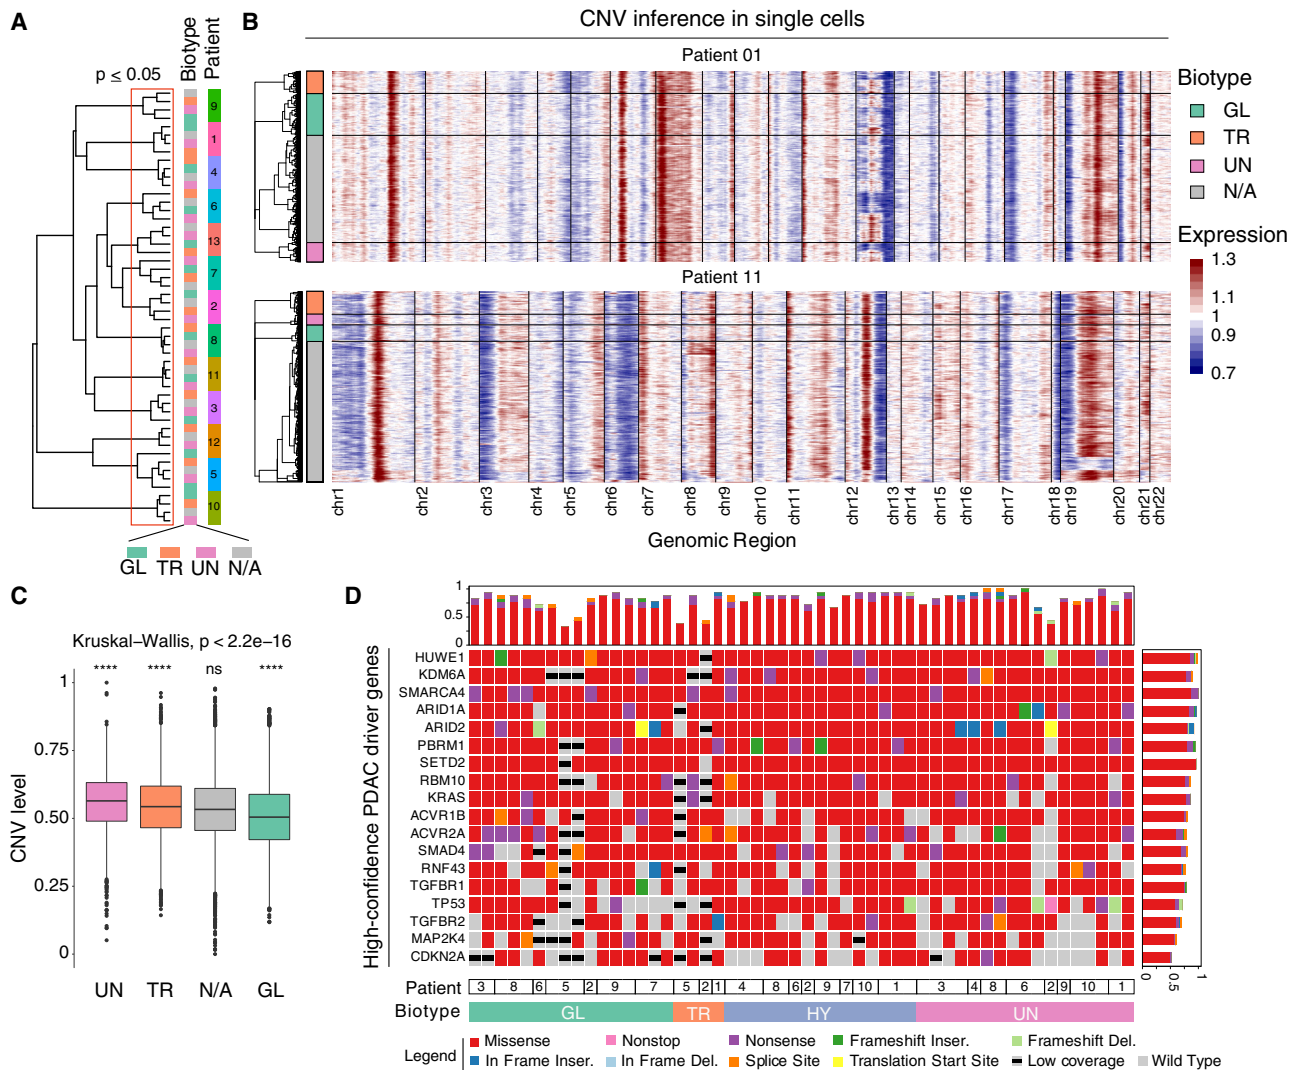 A
B
CNV inference in single cells
p ≤ 0.05
Biotype
Patient
9
1
4
6
13
7
2
8
11
3
12
5
10
GL TR UN N/A
Patient 01
Patient 11
Biotype
GL
TR
UN
N/A
Expression
1.3
1.1
1
0.9
0.7
chr1 chr2 chr3 chr4 chr5 chr6 chr7 chr8 chr9 chr10 chr11 chr12 chr13 chr14 chr15 chr16 chr17 chr18 chr19 chr20 chr21 chr22
Genomic Region
C
Kruskal–Wallis, p < 2.2e−16
**** **** ns ****
CNV level
1
0.75
0.50
0.25
0
UN TR N/A GL
D
1
0.5
0
High-confidence PDAC driver genes
HUWE1
KDM6A
SMARCA4
ARID1A
ARID2
PBRM1
SETD2
RBM10
KRAS
ACVR1B
ACVR2A
SMAD4
RNF43
TGFBR1
TP53
TGFBR2
MAP2K4
CDKN2A
0 0.5 1
Patient 3 8 6 5 2 9 7 5 2 1 4 8 6 2 9 7 10 1 3 4 8 6 2 9 10 1
Biotype GL TR HY UN
Legend
Missense Nonstop Nonsense Frameshift Inser. Frameshift Del.
In Frame Inser. In Frame Del. Splice Site Translation Start Site Low coverage Wild Type